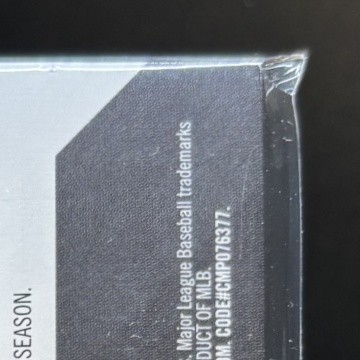 SEASON.
. Major League Baseball trademarks
DUCT OF MLB.
OM. CODE#CMP076377.